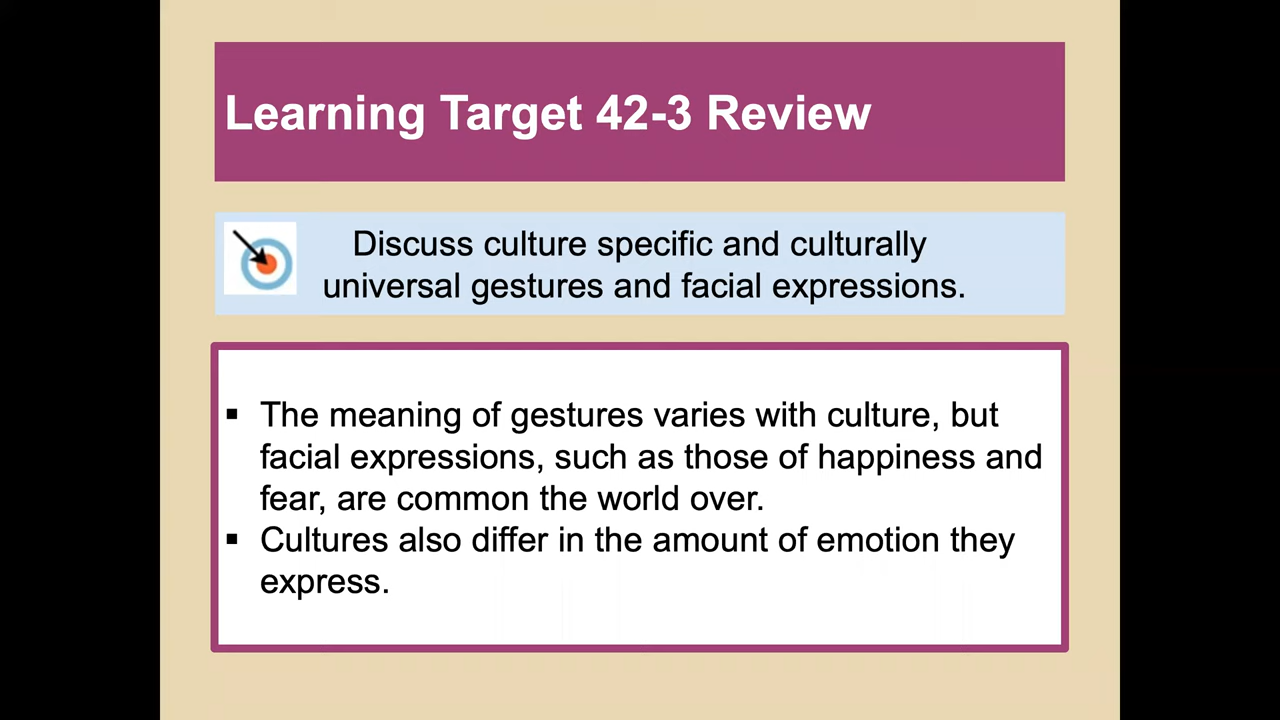 Learning Target 42-3 Review
Discuss culture specific and culturally
universal gestures and facial expressions.
▪ The meaning of gestures varies with culture, but
facial expressions, such as those of happiness and
fear, are common the world over.
▪ Cultures also differ in the amount of emotion they
express.